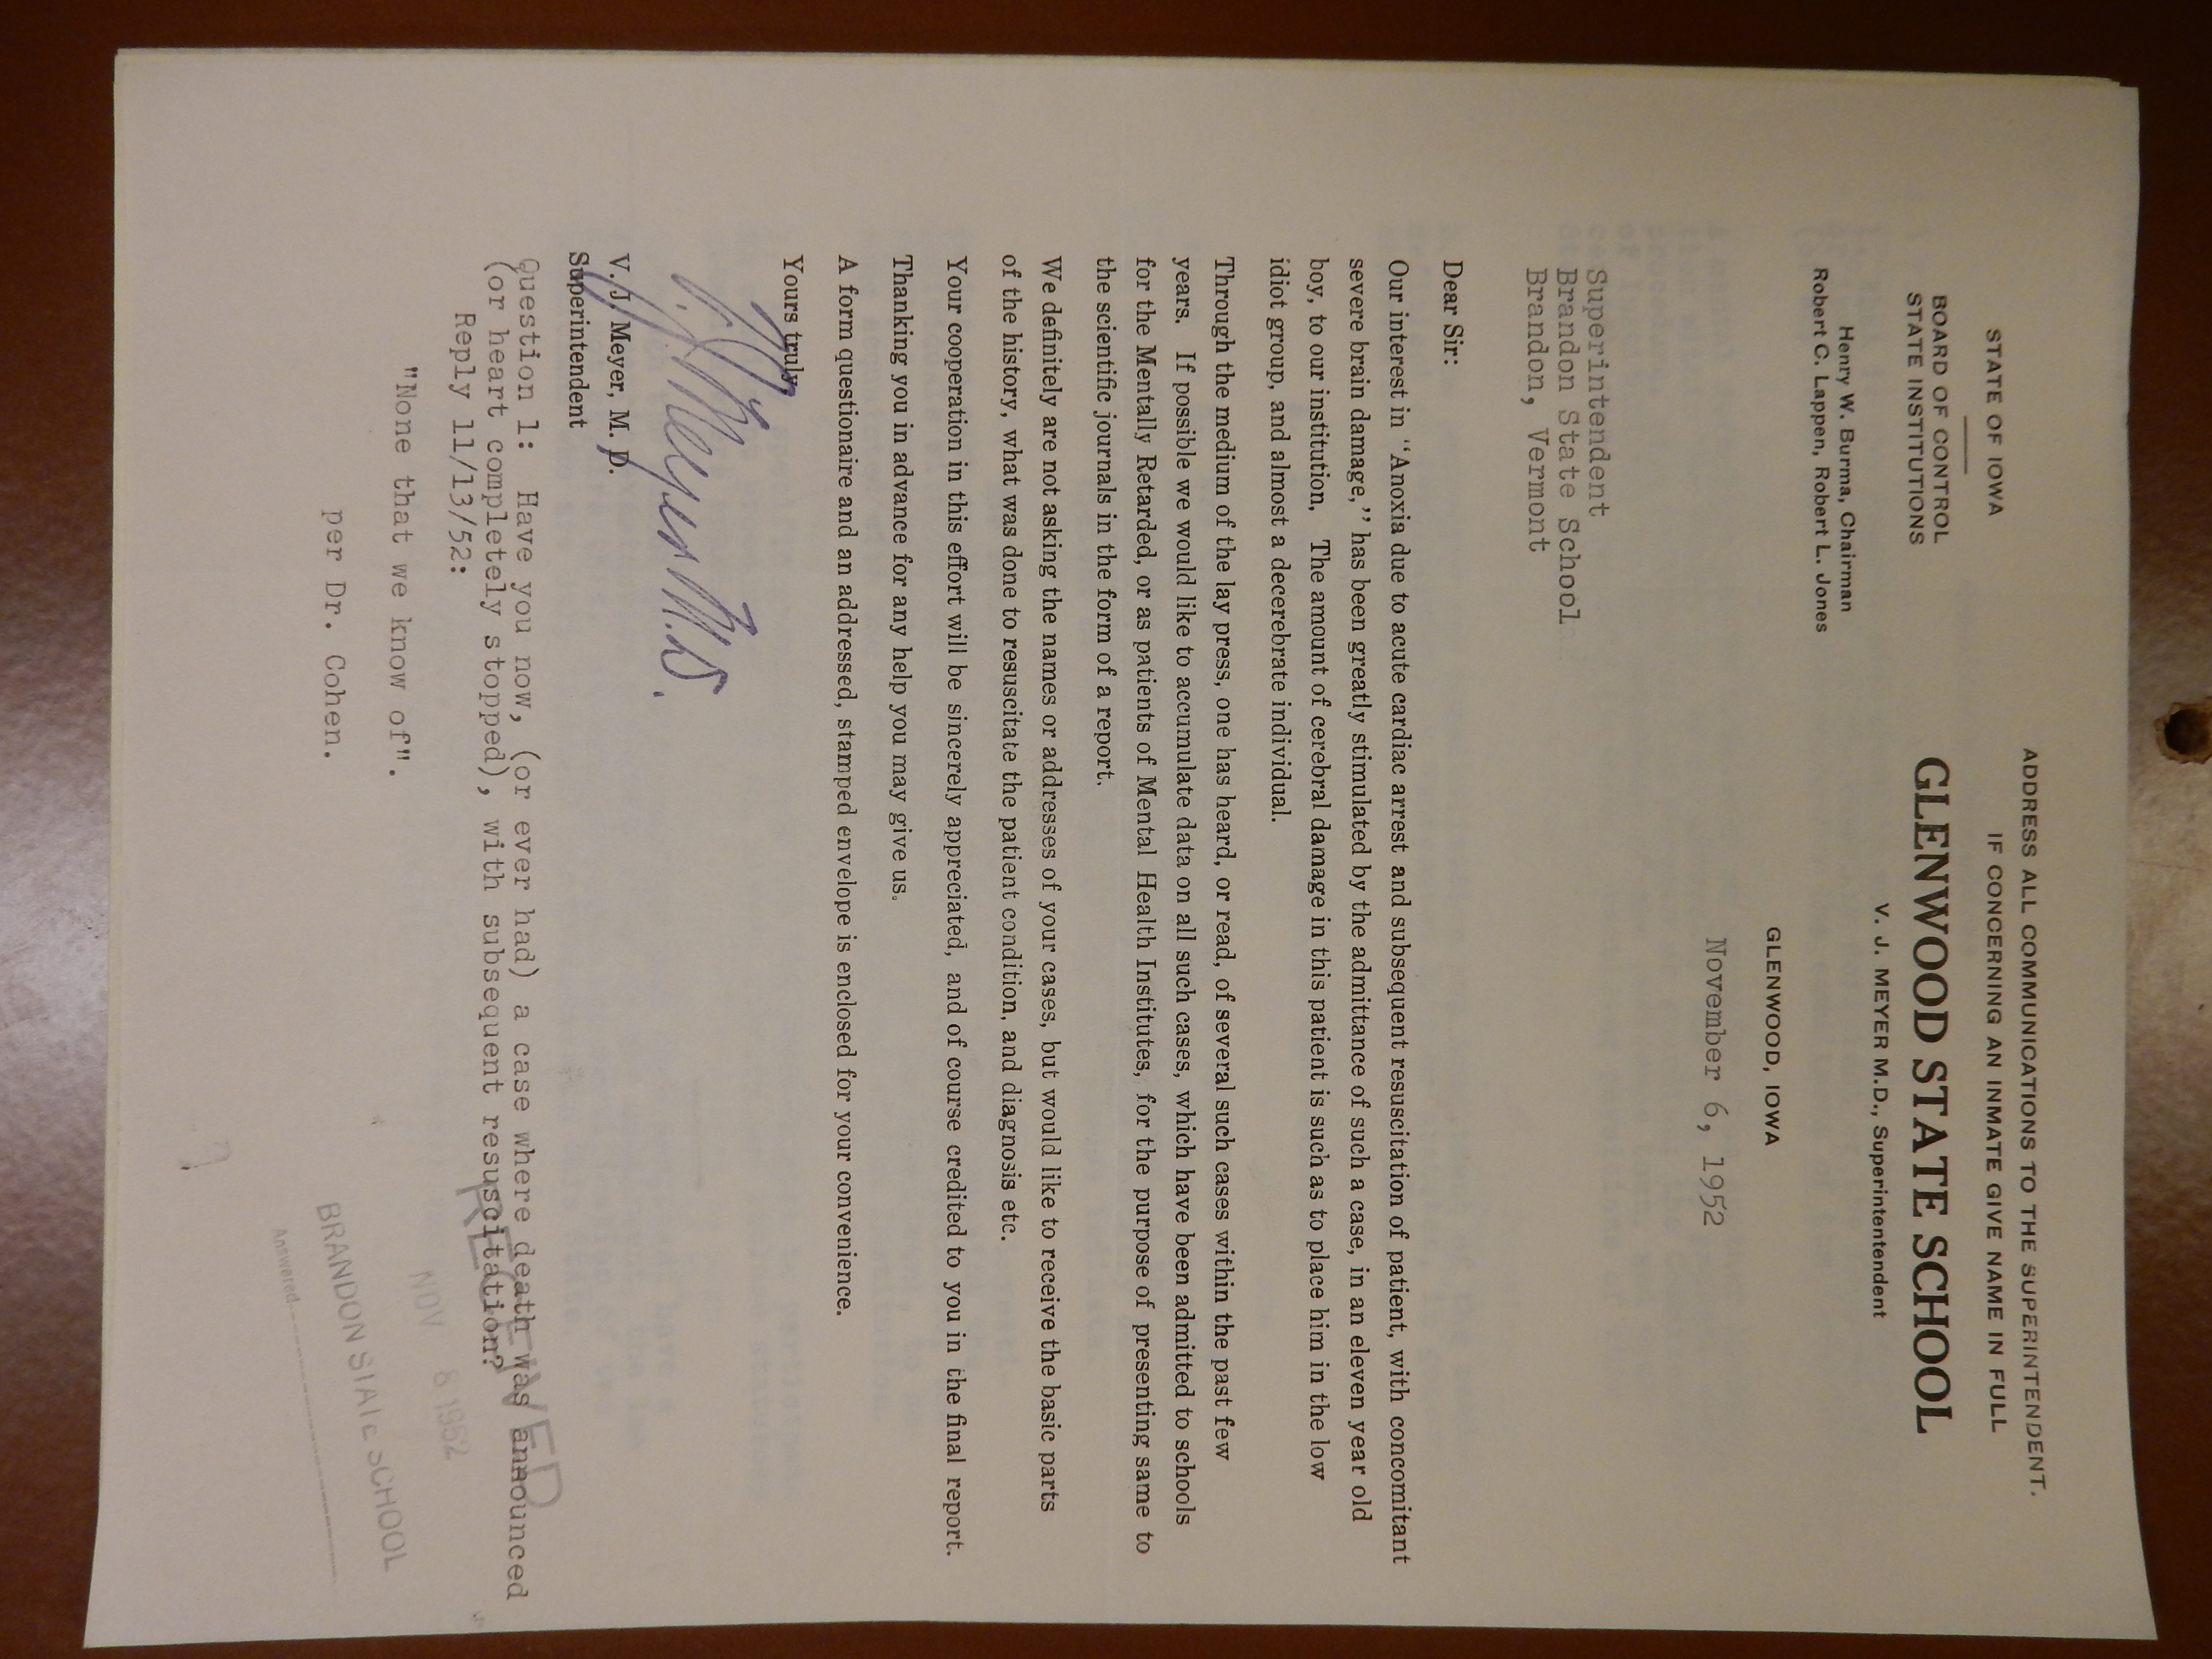 STATE OF IOWA
BOARD OF CONTROL
STATE INSTITUTIONS
Henry W. Burma, Chairman
Robert C. Lappen, Robert L. Jones
ADDRESS ALL COMMUNICATIONS TO THE SUPERINTENDENT.
IF CONCERNING AN INMATE GIVE NAME IN FULL
GLENWOOD STATE SCHOOL
V. J. MEYER M.D., Superintentendent
GLENWOOD, IOWA
November 6, 1952
Superintendent
Brandon State School
Brandon, Vermont
Dear Sir:
Our interest in "Anoxia due to acute cardiac arrest and subsequent resuscitation of patient, with concomitant
severe brain damage," has been greatly stimulated by the admittance of such a case, in an eleven year old
boy, to our institution. The amount of cerebral damage in this patient is such as to place him in the low
idiot group, and almost a decerebrate individual.
Through the medium of the lay press, one has heard, or read, of several such cases within the past few
years. If possible we would like to accumulate data on all such cases, which have been admitted to schools
for the Mentally Retarded, or as patients of Mental Health Institutes, for the purpose of presenting same to
the scientific journals in the form of a report.
We definitely are not asking the names or addresses of your cases, but would like to receive the basic parts
of the history, what was done to resuscitate the patient condition, and diagnosis etc.
Your cooperation in this effort will be sincerely appreciated, and of course credited to you in the final report.
Thanking you in advance for any help you may give us.
A form questionaire and an addressed, stamped envelope is enclosed for your convenience.
Yours truly,
V. J. Meyer M.D.
V. J. Meyer, M. D.
Superintendent
Question 1: Have you now, (or ever had) a case where death was announced
(or heart completely stopped), with subsequent resuscitation?
Reply 11/13/52:
"None that we know of".
per Dr. Cohen.
RECEIVED
NOV 8 1952
BRANDON STATE SCHOOL
Answered